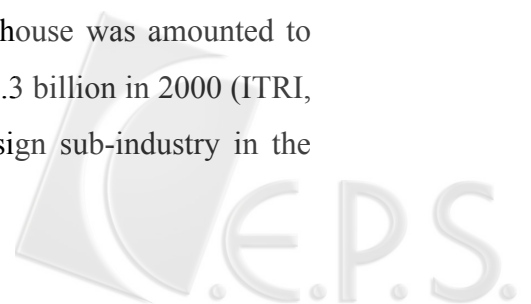 house was amounted to
.3 billion in 2000 (ITRI,
sign sub-industry in the
C.E.P.S.